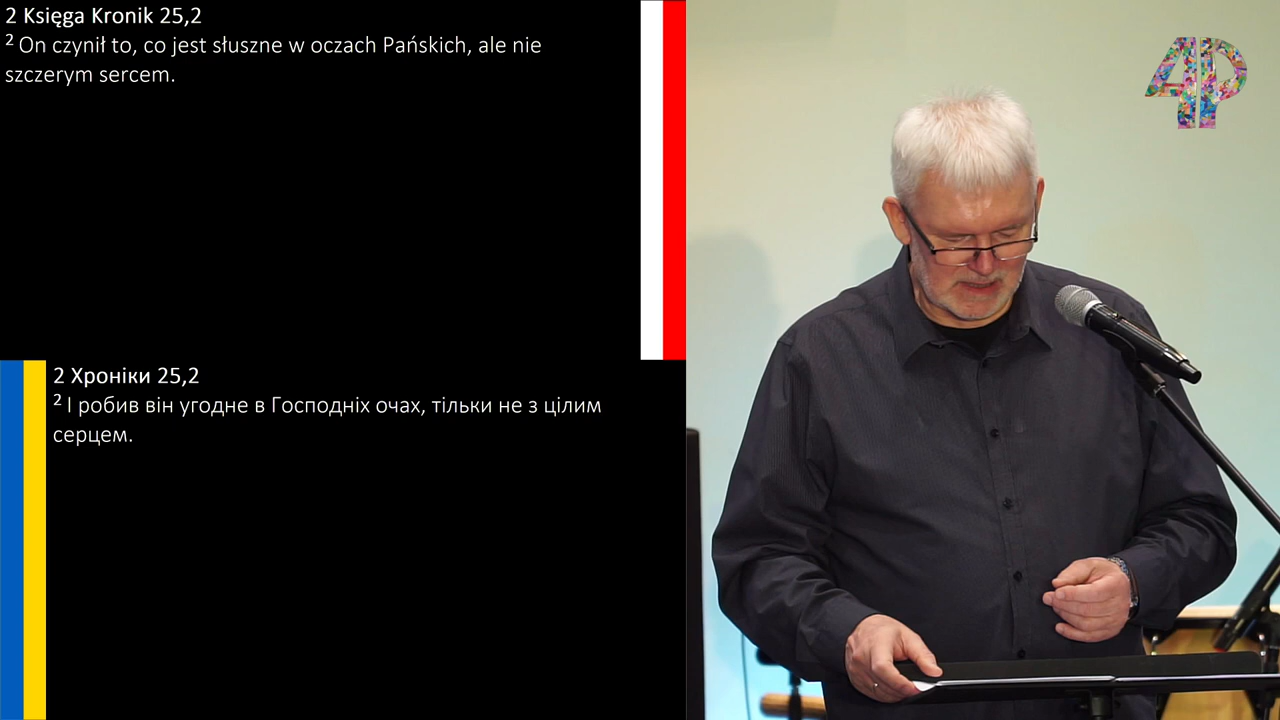 2 Księga Kronik 25,2
2 On czynił to, co jest słuszne w oczach Pańskich, ale nie
szczerym sercem.
4P
2 Хроніки 25,2
2 І робив він угодне в Господніх очах, тільки не з цілим
серцем.